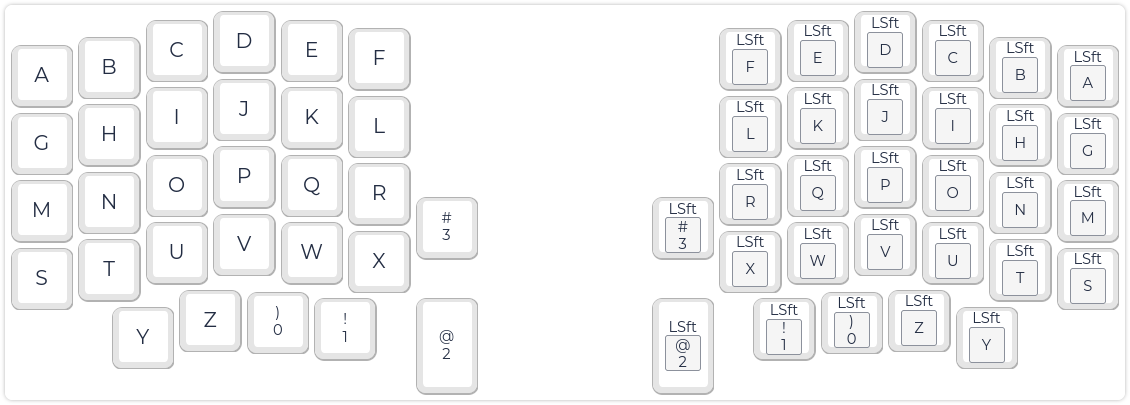 A B C D E F
G H I J K L
M N O P Q R
S T U V W X
#
3
Y Z ) !
0 1
@
2
LSft LSft LSft LSft LSft LSft
F E D C B A
LSft LSft LSft LSft LSft LSft
L K J I H G
LSft LSft LSft LSft LSft LSft
R Q P O N M
LSft LSft LSft LSft LSft LSft
X W V U T S
LSft
#
3
LSft LSft LSft LSft
! ) Z Y
1 0
LSft
@
2